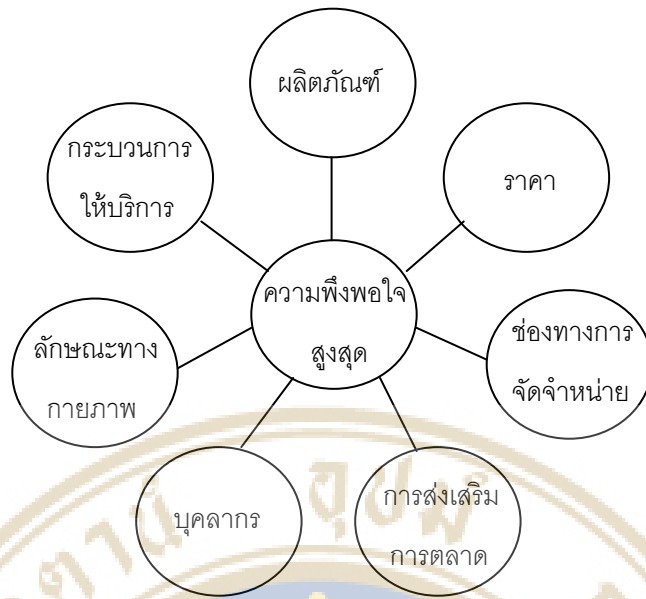 ผลิตภัณฑ์
กระบวนการ
ให้บริการ
ราคา
ความพึงพอใจ
สูงสุด
ลักษณะทาง
กายภาพ
ช่องทางการ
จัดจำหน่าย
บุคลากร
การส่งเสริม
การตลาด